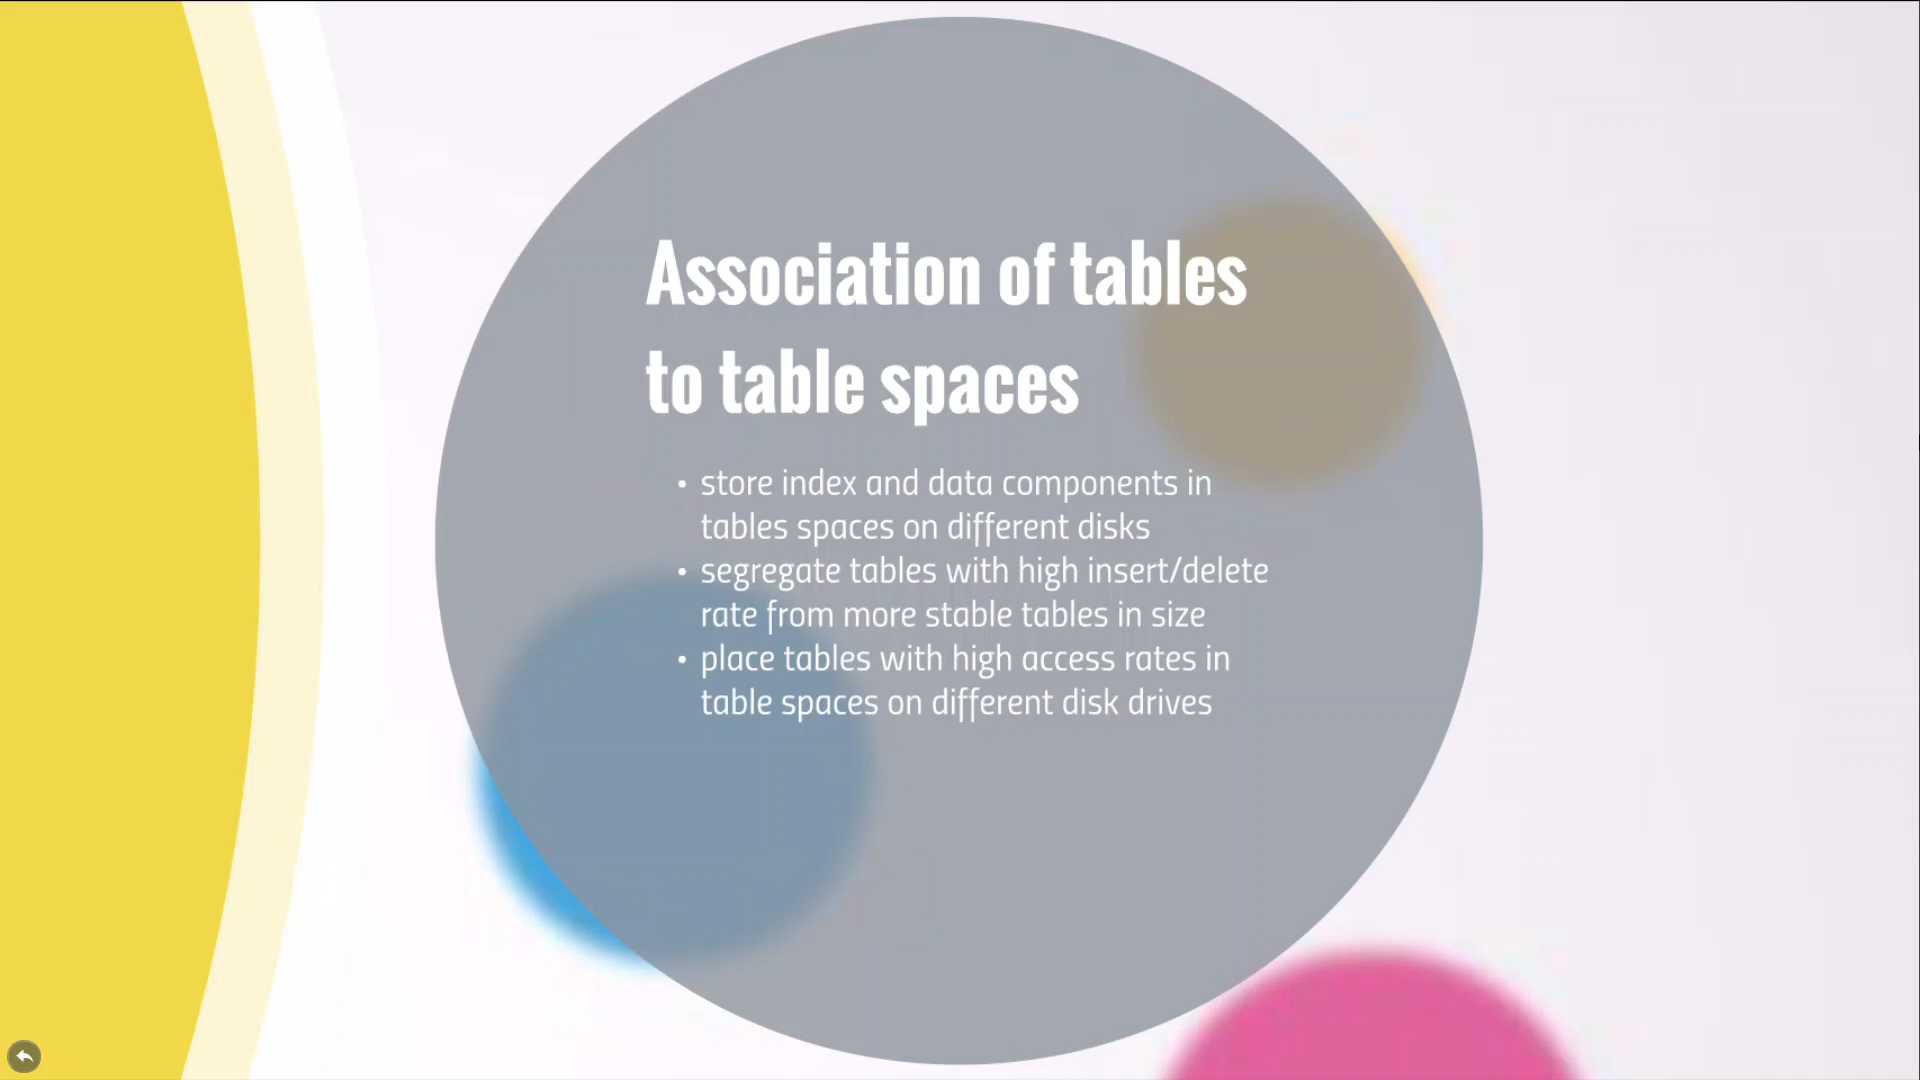 Association of tables
to table spaces
• store index and data components in
tables spaces on different disks
• segregate tables with high insert/delete
rate from more stable tables in size
• place tables with high access rates in
table spaces on different disk drives